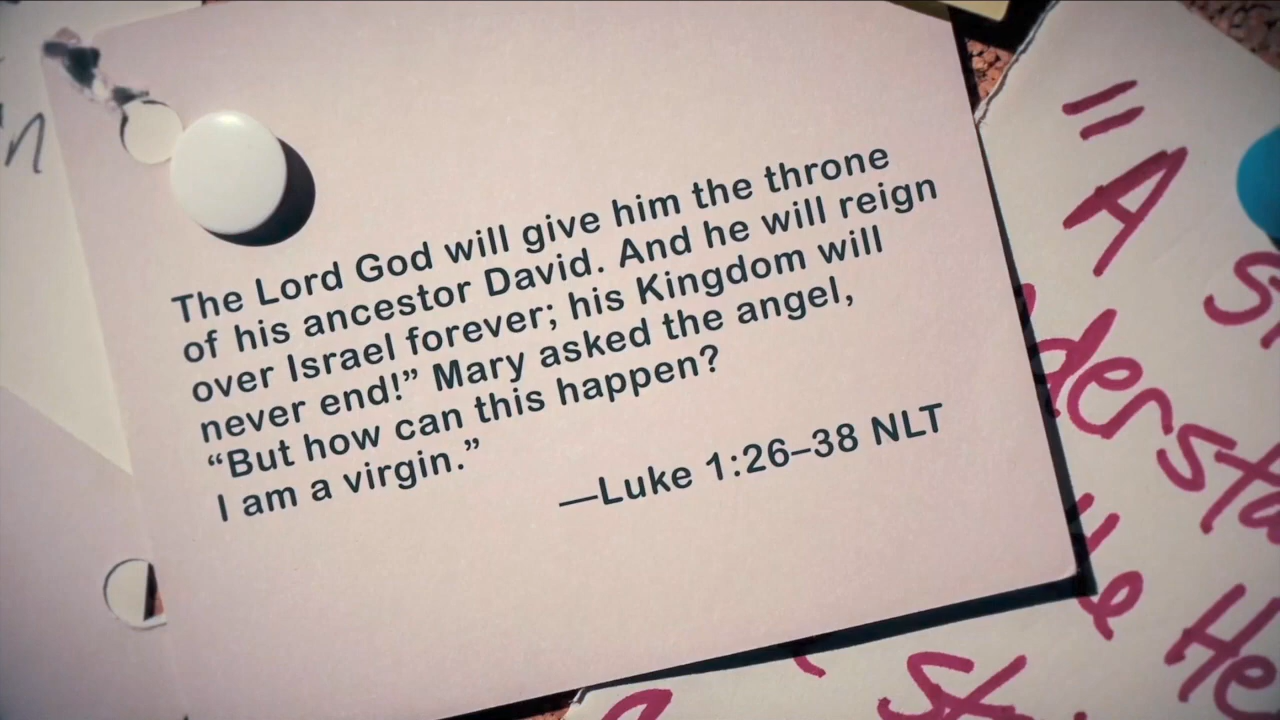 The Lord God will give him the throne
of his ancestor David. And he will reign
over Israel forever; his Kingdom will
never end!” Mary asked the angel,
“But how can this happen?
I am a virgin.”
—Luke 1:26–38 NLT
"A